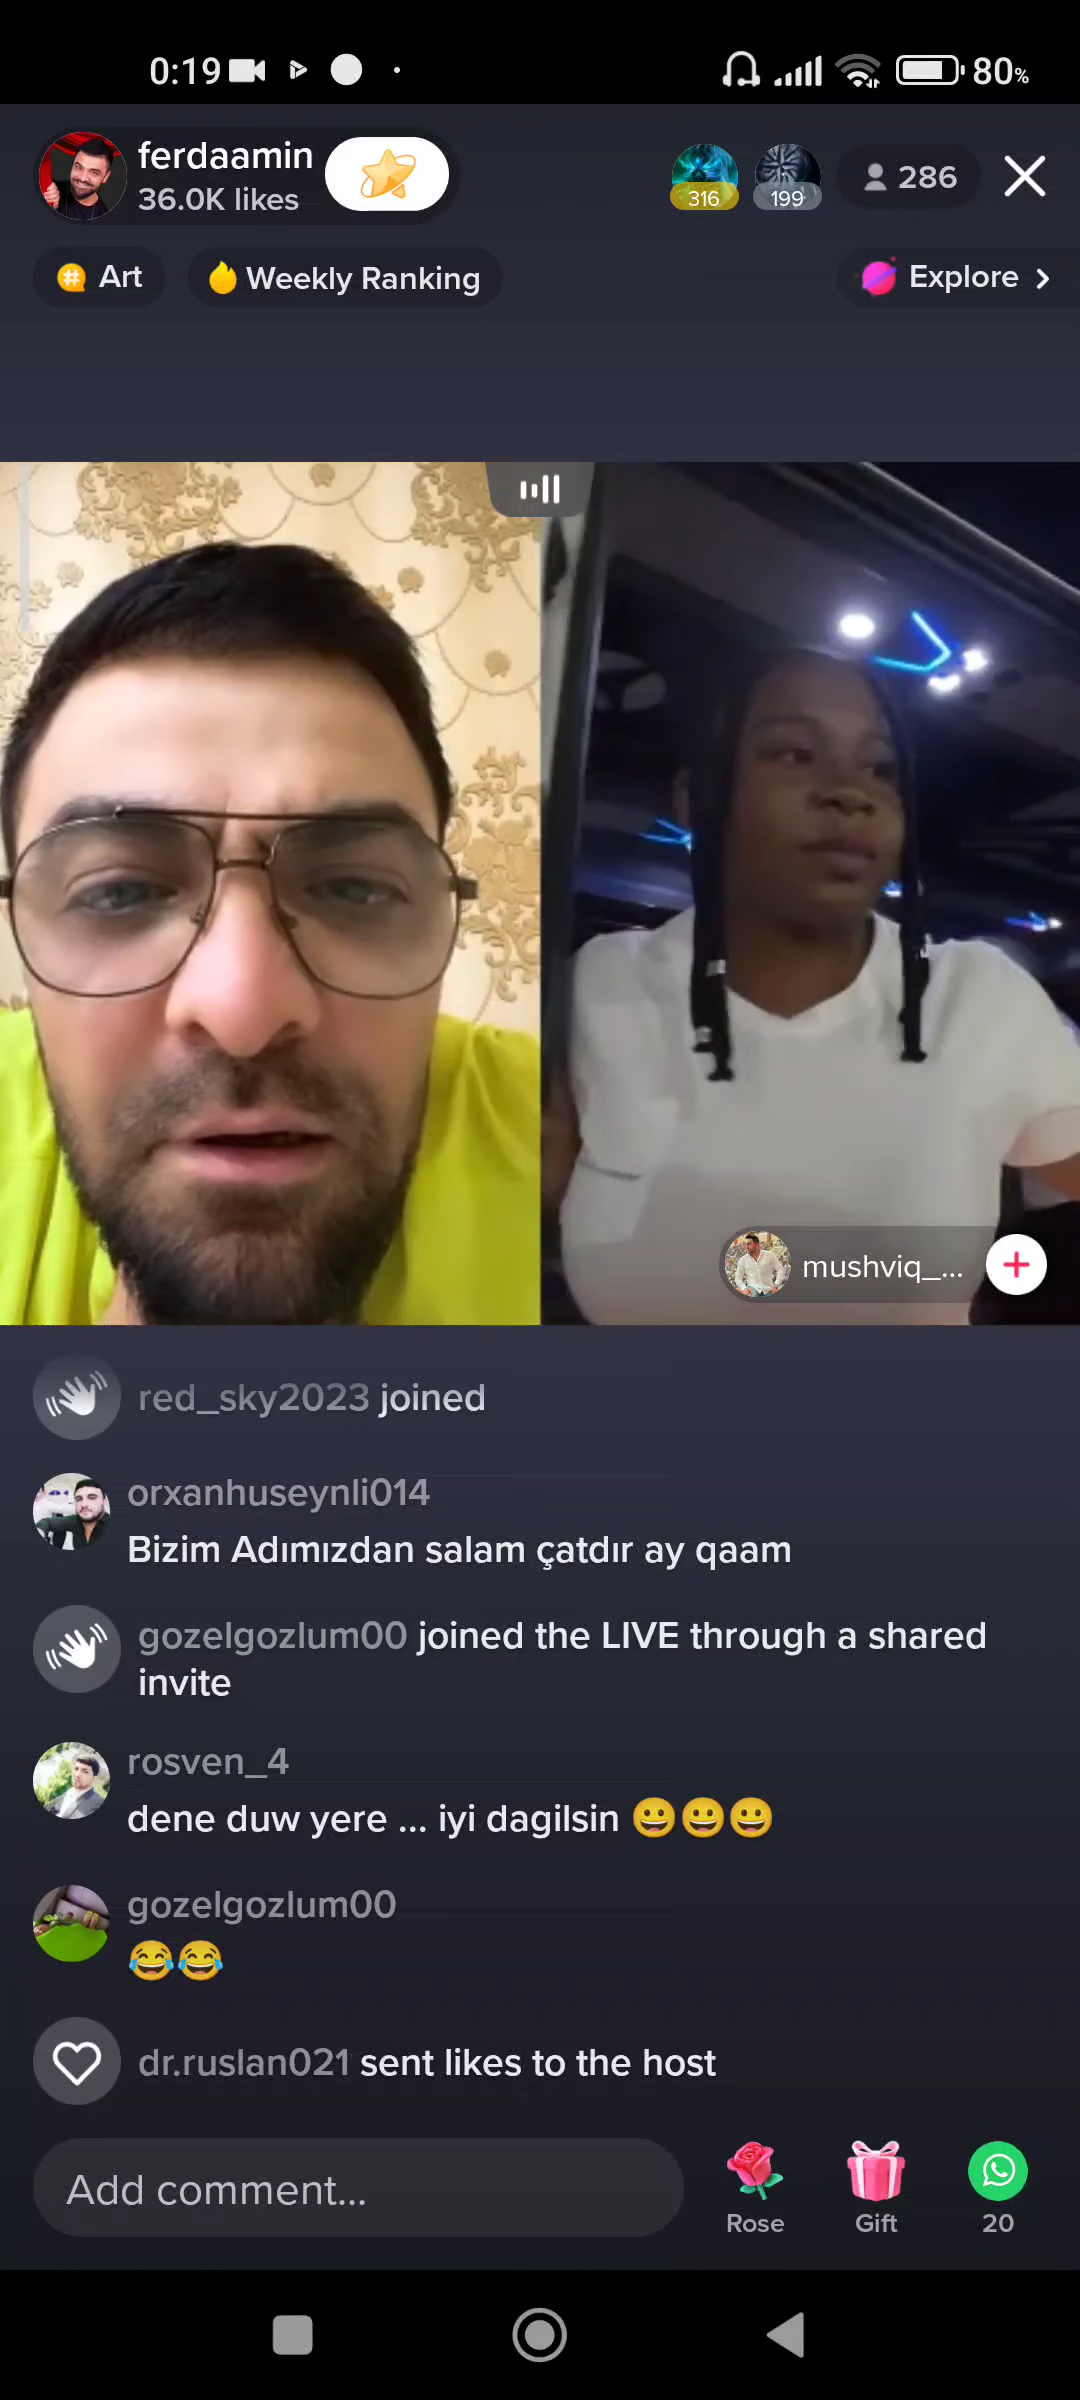 0:19
80%
ferdaamin
36.0K likes
316
199
286
Art
Weekly Ranking
Explore
mushviq_...
red_sky2023 joined
orxanhuseynli014
Bizim Adımızdan salam çatdır ay qaam
gozelgozlum00 joined the LIVE through a shared
invite
rosven_4
dene duw yere ... iyi dagilsin 😀😀😀
gozelgozlum00
😂😂
dr.ruslan021 sent likes to the host
Add comment...
Rose
Gift
20